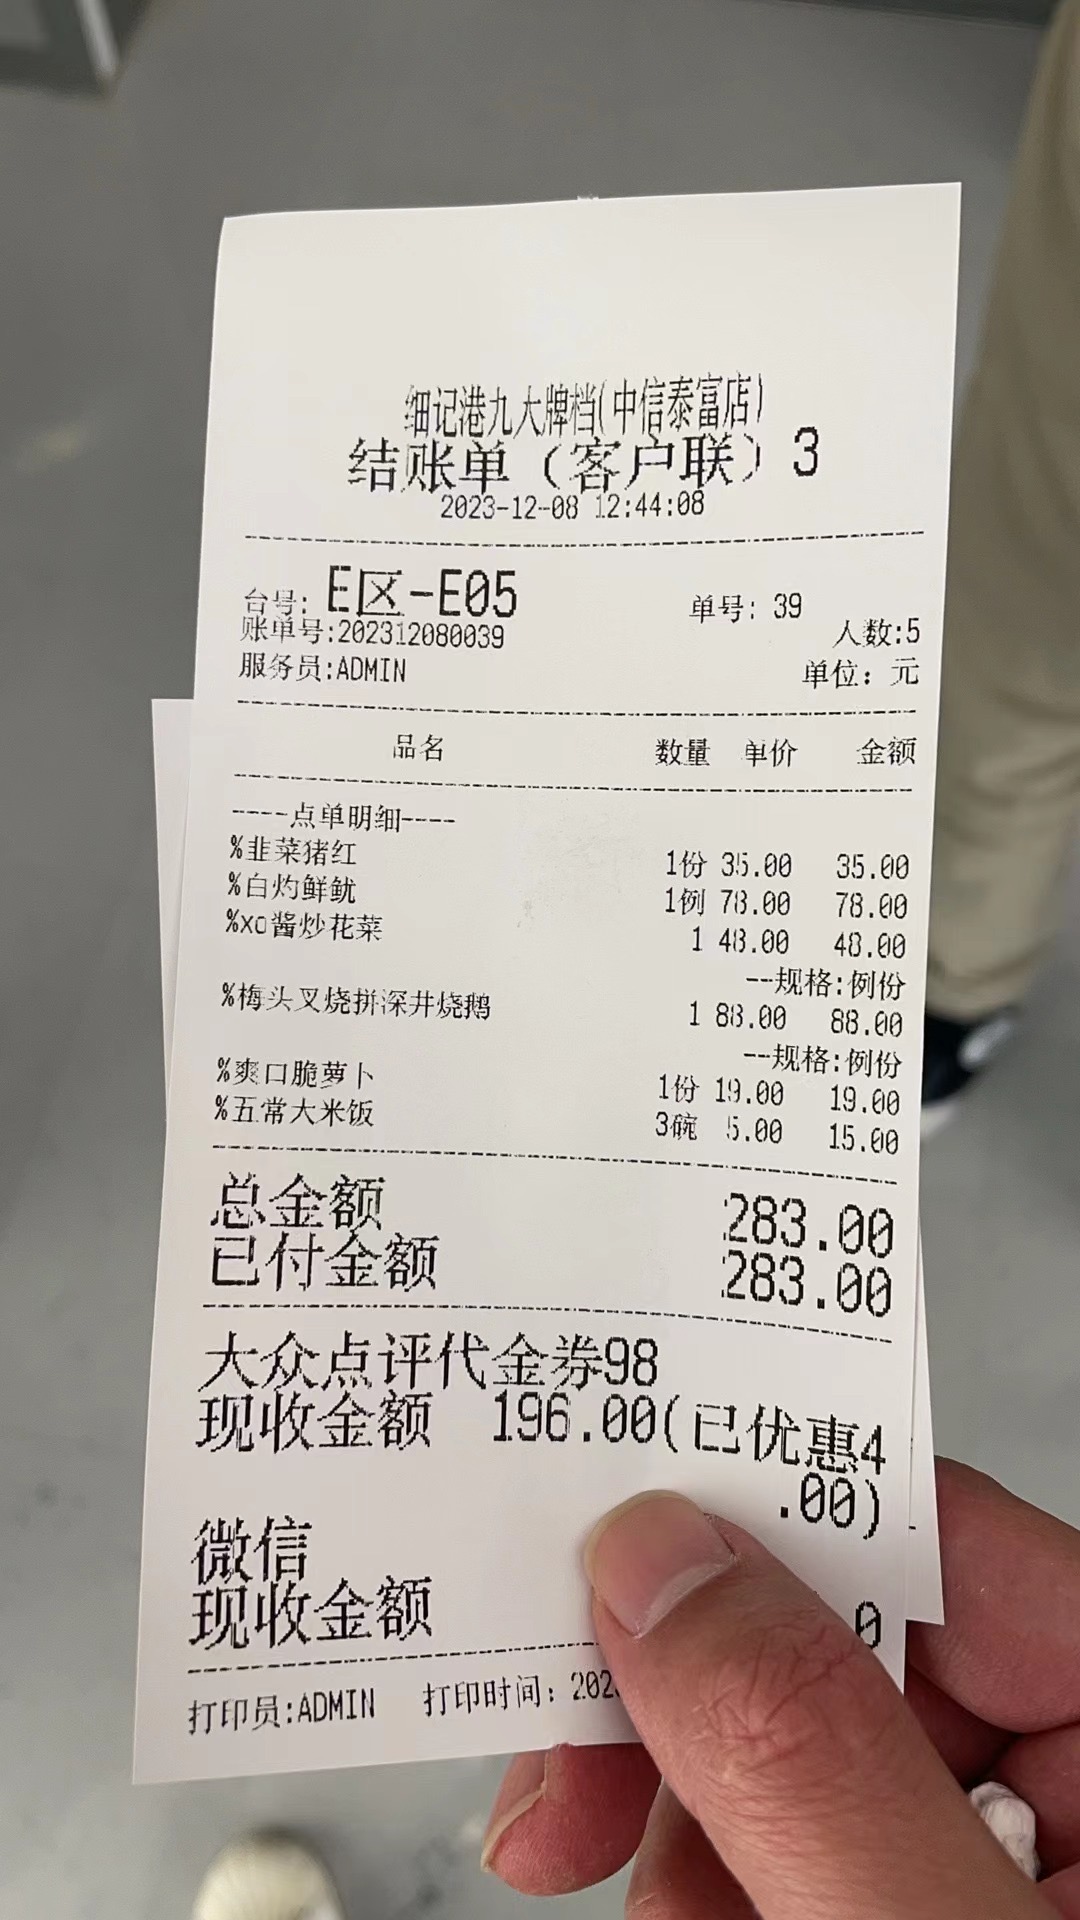 细记港九大牌档(中信泰富店)
结账单（客户联）3
2023-12-08 12:44:08
台号: E区-E05 单号: 39
账单号:202312080039 人数:5
服务员:ADMIN 单位: 元
品名 数量 单价 金额
----点单明细----
%韭菜猪红 1份 35.00 35.00
%白灼鲜鱿 1例 78.00 78.00
%xo酱炒花菜 1 48.00 48.00
--规格:例份
%梅头叉烧拼深井烧鹅 1 88.00 88.00
--规格:例份
%爽口脆萝卜 1份 19.00 19.00
%五常大米饭 3碗 5.00 15.00
总金额 283.00
已付金额 283.00
大众点评代金券98
现收金额 196.00(已优惠4
.00)
微信
现收金额 0
打印员:ADMIN 打印时间: 202